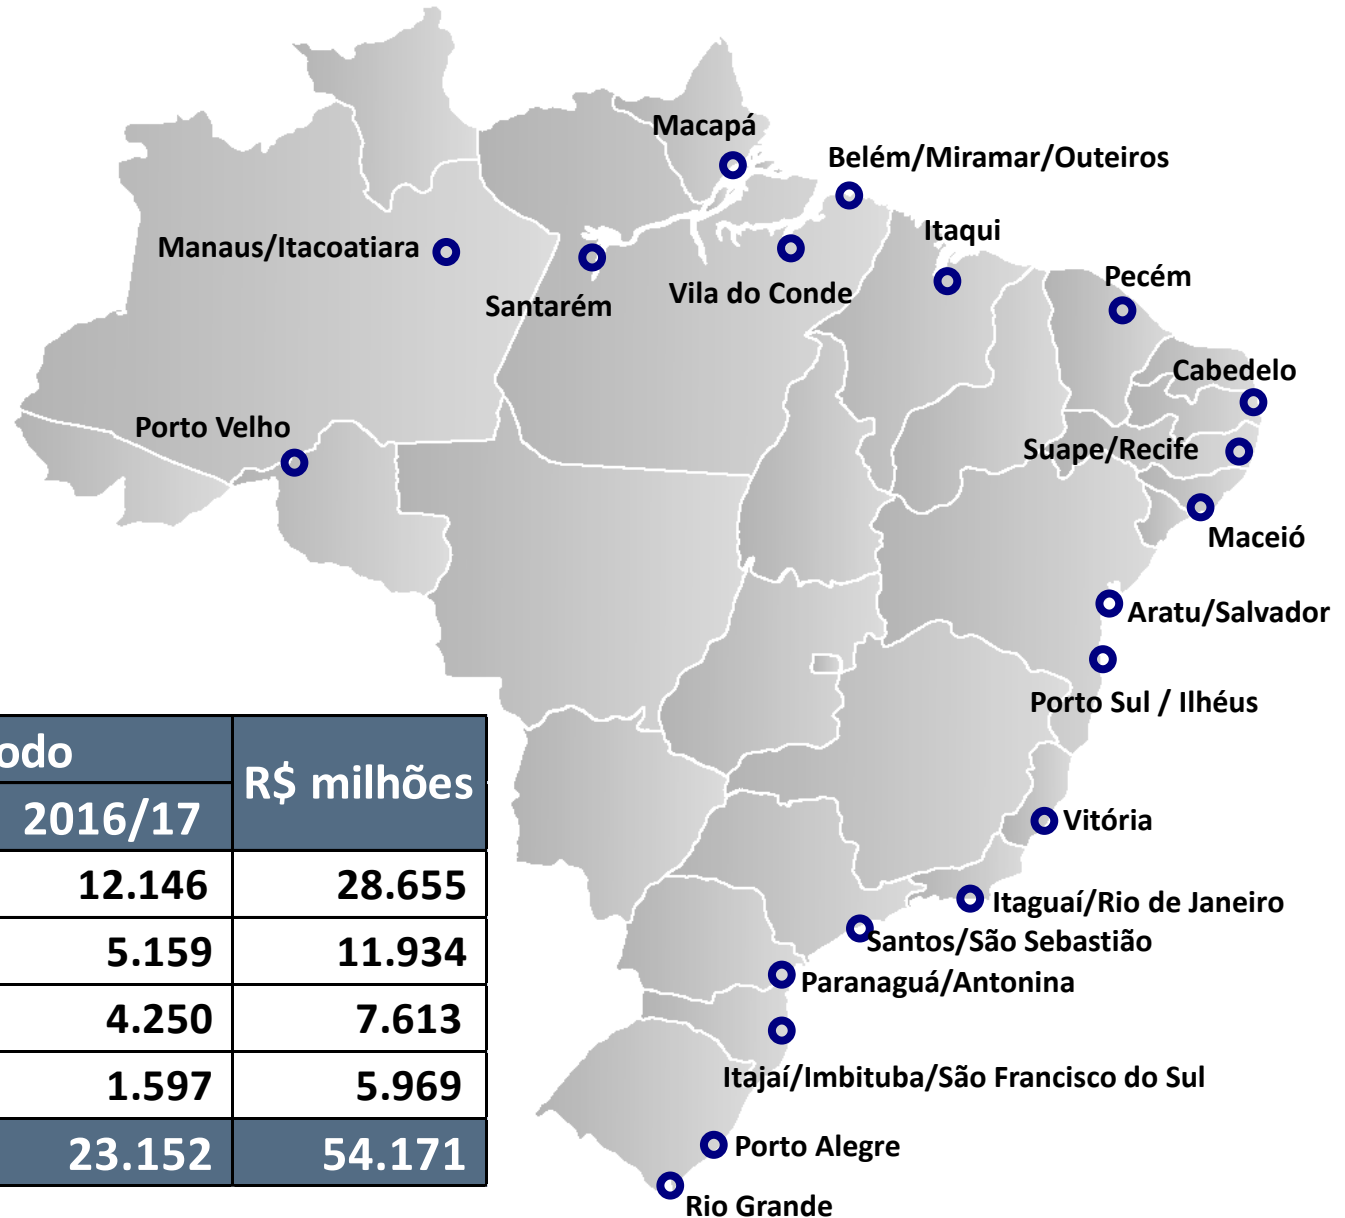 Macapá
Belém/Miramar/Outeiros
Itaqui
Manaus/Itacoatiara
Pecém
Santarém
Vila do Conde
Cabedelo
Porto Velho
Suape/Recife
Maceió
Aratu/Salvador
Porto Sul / Ilhéus
Vitória
Itaguaí/Rio de Janeiro
Santos/São Sebastião
Paranaguá/Antonina
Itajaí/Imbituba/São Francisco do Sul
Porto Alegre
Rio Grande
odo
R$ milhões
2016/17
12.146 28.655
5.159 11.934
4.250 7.613
1.597 5.969
23.152 54.171